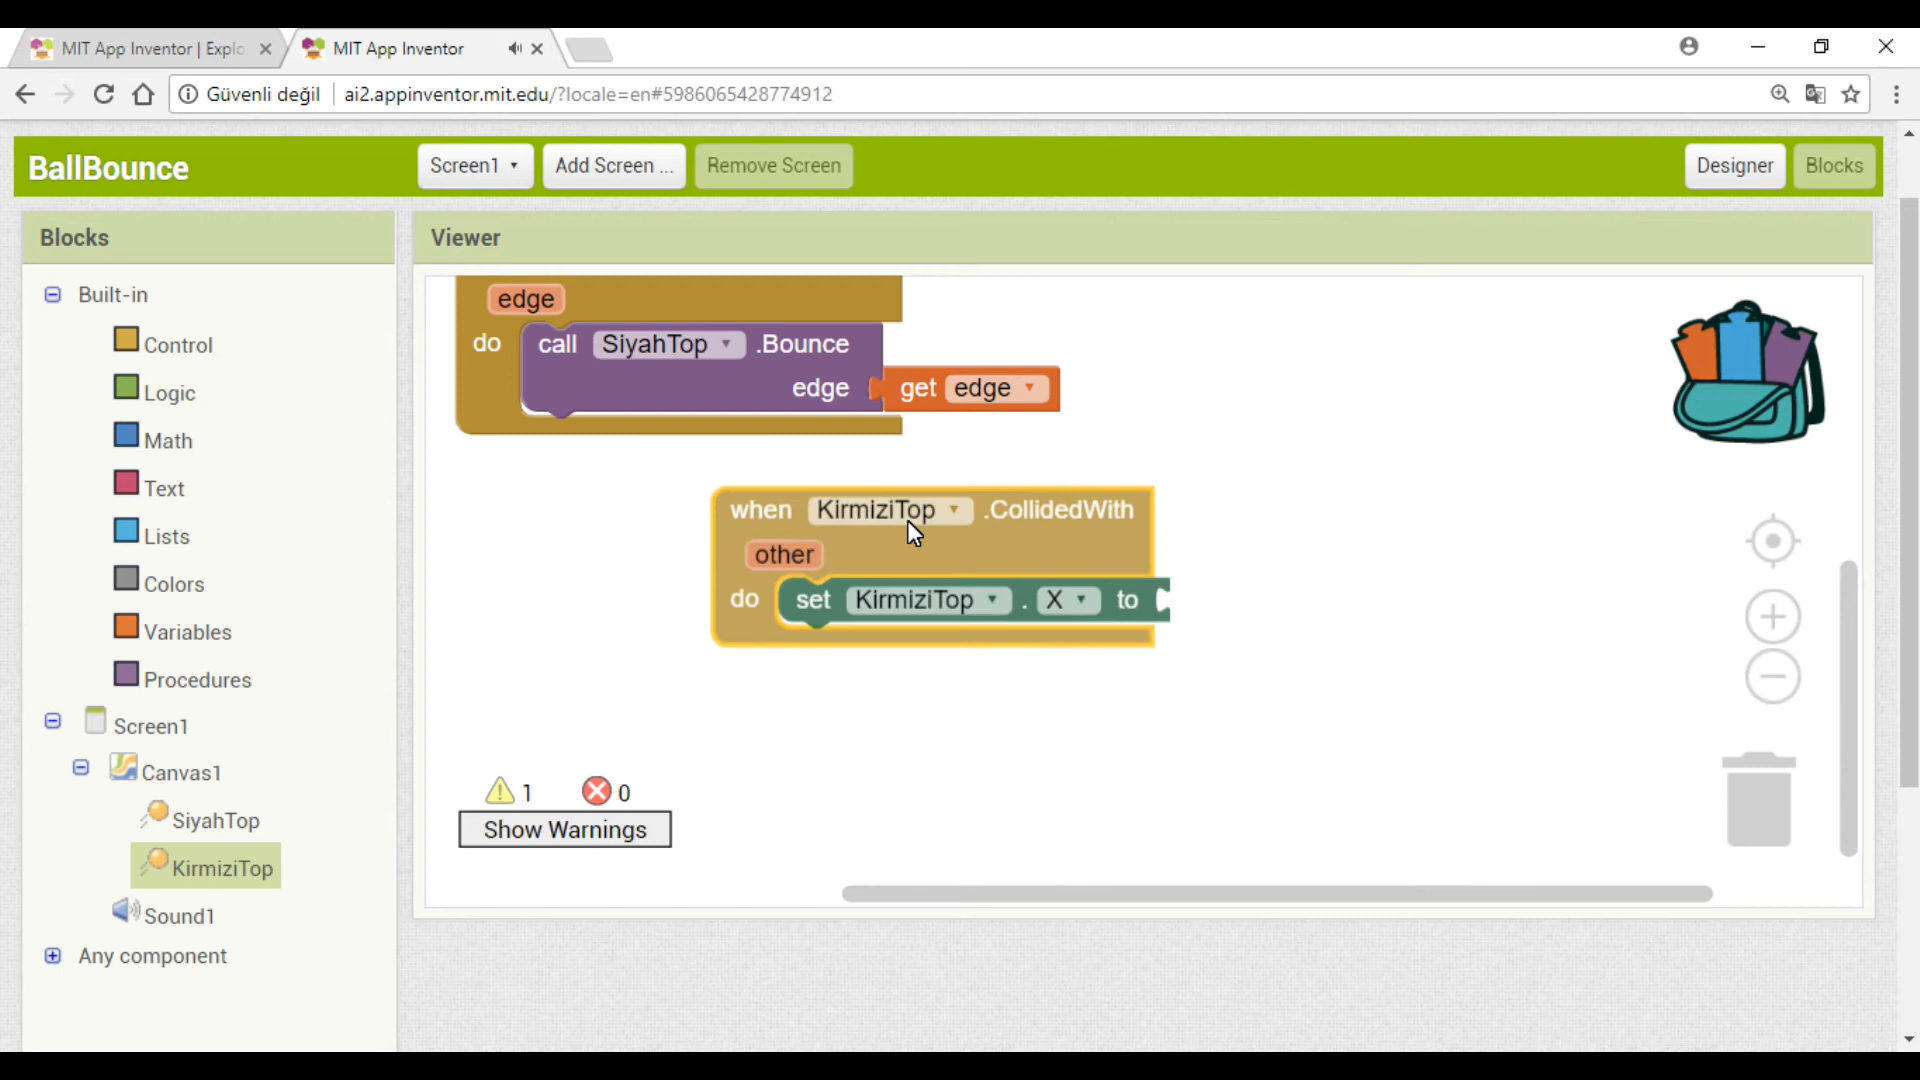 MIT App Inventor | Explo
MIT App Inventor
Güvenli değil
ai2.appinventor.mit.edu/?locale=en#5986065428774912
BallBounce
Screen1
Add Screen ...
Remove Screen
Designer
Blocks
Blocks
Viewer
Built-in
Control
Logic
Math
Text
Lists
Colors
Variables
Procedures
Screen1
Canvas1
SiyahTop
KirmiziTop
Sound1
Any component
edge
do call SiyahTop .Bounce
edge get edge
when KirmiziTop .CollidedWith
other
do set KirmiziTop . X to
1 0
Show Warnings